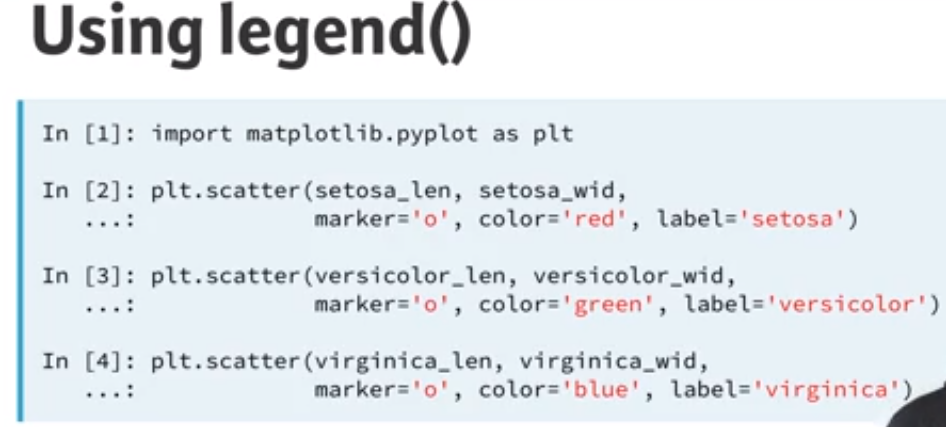 Using legend()
In [1]: import matplotlib.pyplot as plt
In [2]: plt.scatter(setosa_len, setosa_wid,
...: marker='o', color='red', label='setosa')
In [3]: plt.scatter(versicolor_len, versicolor_wid,
...: marker='o', color='green', label='versicolor')
In [4]: plt.scatter(virginica_len, virginica_wid,
...: marker='o', color='blue', label='virginica')